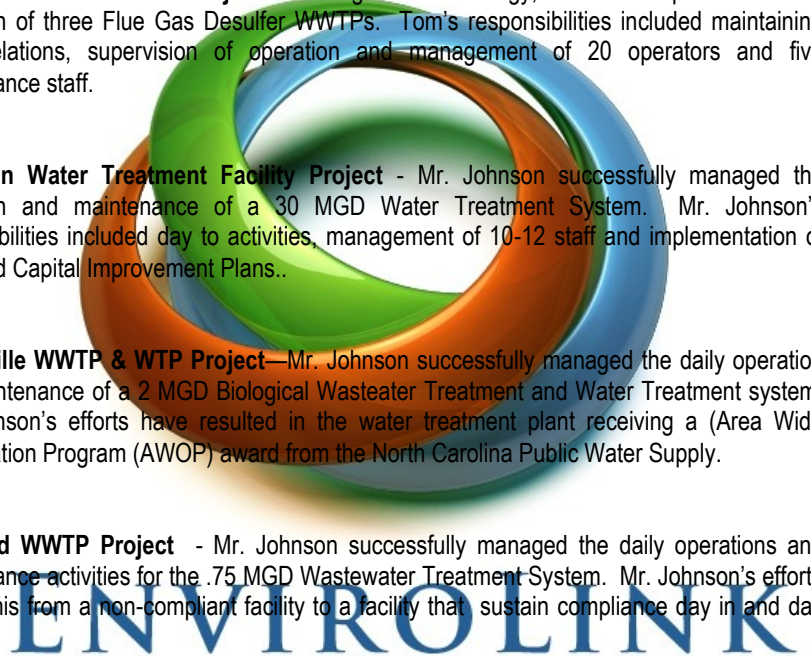 n of three Flue Gas Desulfer WWTPs. Tom's responsibilities included maintainin
elations, supervision of operation and management of 20 operators and fiv
ance staff.
n Water Treatment Facility Project - Mr. Johnson successfully managed th
n and maintenance of a 30 MGD Water Treatment System. Mr. Johnson'
bilities included day to activities, management of 10-12 staff and implementation o
d Capital Improvement Plans..
ille WWTP & WTP Project—Mr. Johnson successfully managed the daily operatio
ntenance of a 2 MGD Biological Wasteater Treatment and Water Treatment system
nson's efforts have resulted in the water treatment plant receiving a (Area Wid
ation Program (AWOP) award from the North Carolina Public Water Supply.
d WWTP Project - Mr. Johnson successfully managed the daily operations an
ance activities for the .75 MGD Wastewater Treatment System. Mr. Johnson's effort
his from a non-compliant facility to a facility that sustain compliance day in and da
ENVIROLINK